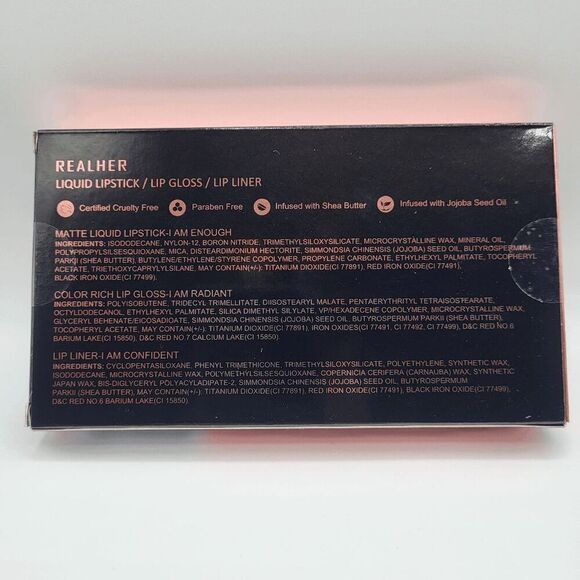 REALHER
LIQUID LIPSTICK / LIP GLOSS / LIP LINER
Certified Cruelty Free Paraben Free Infused with Shea Butter Infused with Jojoba Seed Oil
MATTE LIQUID LIPSTICK-I AM ENOUGH
INGREDIENTS: ISODODECANE, NYLON-12, BORON NITRIDE, TRIMETHYLSILOXYSILICATE, MICROCRYSTALLINE WAX, MINERAL OIL,
POLYPROPYLSILSESQUIOXANE, MICA, DISTEARDIMONIUM HECTORITE, SIMMONDSIA CHINENSIS (JOJOBA) SEED OIL, BUTYROSPERMUM
PARKII (SHEA BUTTER), BUTYLENE/ETHYLENE/STYRENE COPOLYMER, PROPYLENE CARBONATE, ETHYLHEXYL PALMITATE, TOCOPHERYL
ACETATE, TRIETHOXYCAPRYLYLSILANE, MAY CONTAIN(+/-): TITANIUM DIOXIDE(CI 77891), RED IRON OXIDE(CI 77491),
BLACK IRON OXIDE(CI 77499).
COLOR RICH LIP GLOSS-I AM RADIANT
INGREDIENTS: POLYISOBUTENE, TRIDECYL TRIMELLITATE, DIISOSTEARYL MALATE, PENTAERYTHRITYL TETRAISOSTEARATE,
OCTYLDODECANOL, ETHYLHEXYL PALMITATE, SILICA DIMETHYL SILYLATE, VP/HEXADECENE COPOLYMER, MICROCRYSTALLINE WAX,
GLYCERYL BEHENATE/EICOSADIOATE, SIMMONDSIA CHINENSIS (JOJOBA) SEED OIL, BUTYROSPERMUM PARKII (SHEA BUTTER),
TOCOPHERYL ACETATE, MAY CONTAIN(+/-): TITANIUM DIOXIDE(CI 77891), IRON OXIDES(CI 77491, CI 77492, CI 77499), D&C RED NO.6
BARIUM LAKE(CI 15850), D&C RED NO.7 CALCIUM LAKE(CI 15850).
LIP LINER-I AM CONFIDENT
INGREDIENTS: CYCLOPENTASILOXANE, PHENYL TRIMETHICONE, TRIMETHYLSILOXYSILICATE, POLYETHYLENE, SYNTHETIC WAX,
ISODODECANE, MICROCRYSTALLINE WAX, POLYMETHYLSILSESQUIOXANE, COPERNICIA CERIFERA (CARNAUBA) WAX, SYNTHETIC
JAPAN WAX, BIS-DIGLYCERYL POLYACYLADIPATE-2, SIMMONDSIA CHINENSIS (JOJOBA) SEED OIL, BUTYROSPERMUM
PARKII (SHEA BUTTER), MAY CONTAIN(+/-): TITANIUM DIOXIDE(CI 77891), RED IRON OXIDE(CI 77491), BLACK IRON OXIDE(CI 77499),
D&C RED NO.6 BARIUM LAKE(CI 15850).